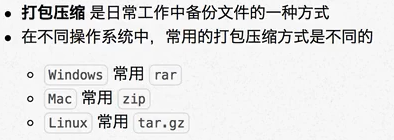 打包压缩 是日常工作中备份文件的一种方式
在不同操作系统中，常用的打包压缩方式是不同的
Windows 常用 rar
Mac 常用 zip
Linux 常用 tar.gz